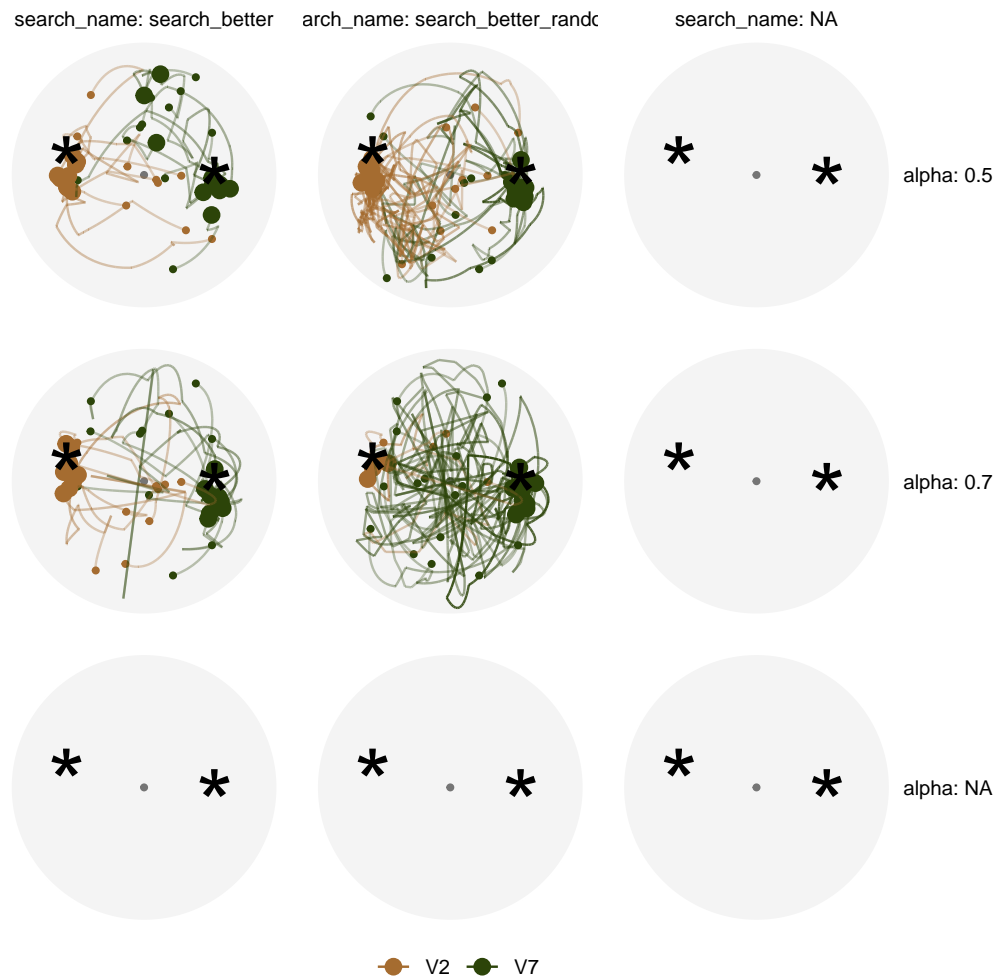 search_name: search_better
arch_name: search_better_rando
search_name: NA
* * * * * *
alpha: 0.5
* * * * * *
alpha: 0.7
* * * * * *
alpha: NA
V2 V7